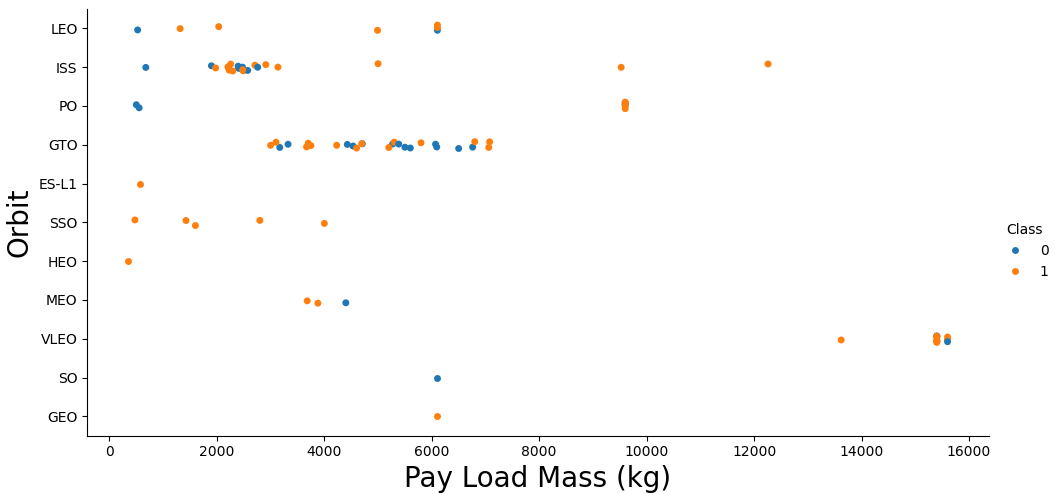 LEO
ISS
PO
GTO
ES-L1
SSO
HEO
MEO
VLEO
SO
GEO
Orbit
0 2000 4000 6000 8000 10000 12000 14000 16000
Pay Load Mass (kg)
Class
0
1